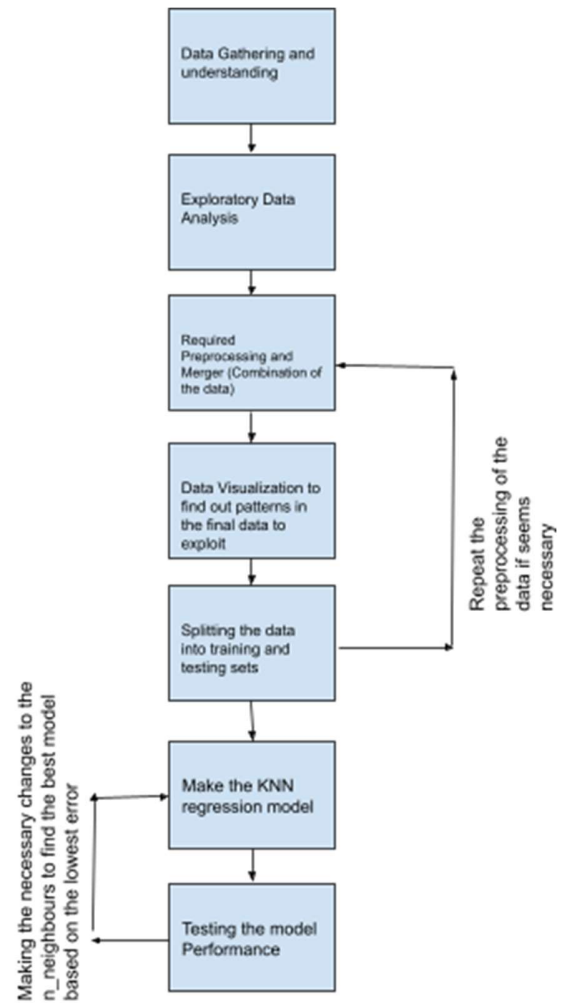 Data Gathering and
understanding
Exploratory Data
Analysis
Required
Preprocessing and
Merger (Combination of
the data)
Data Visualization to
find out patterns in
the final data to
exploit
Repeat the
preprocessing of the
data if seems
necessary
Splitting the data
into training and
testing sets
Making the necessary changes to the
n_neighbours to find the best model
based on the lowest error
Make the KNN
regression model
Testing the model
Performance